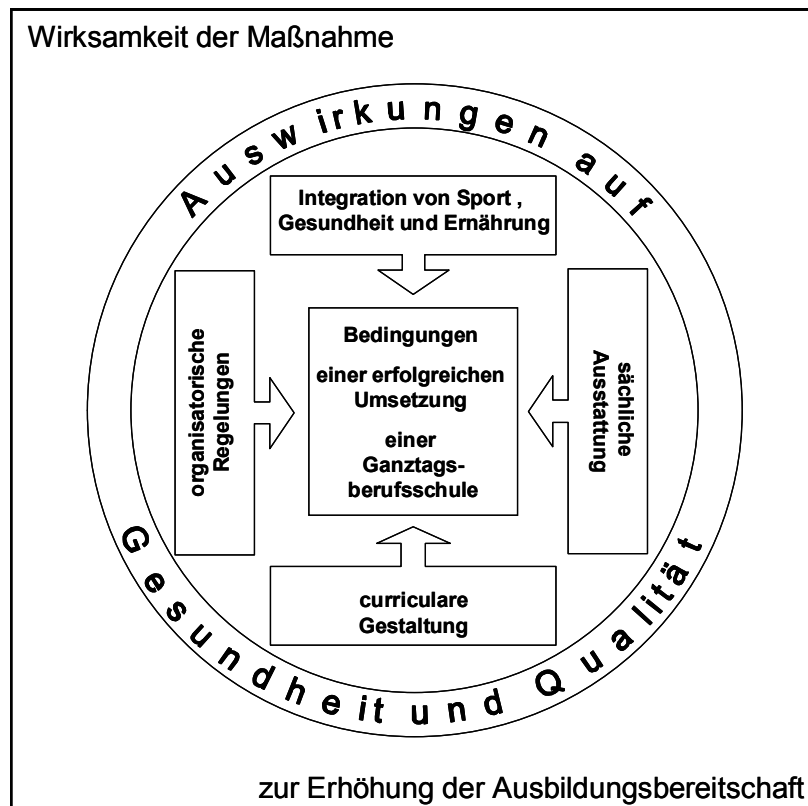 Wirksamkeit der Maßnahme
Auswirkungen auf
Integration von Sport ,
Gesundheit und Ernährung
organisatorische
Regelungen
Bedingungen
einer erfolgreichen
Umsetzung
einer
Ganztags-
berufsschule
sächliche
Ausstattung
curriculare
Gestaltung
Gesundheit und Qualität
zur Erhöhung der Ausbildungsbereitschaft